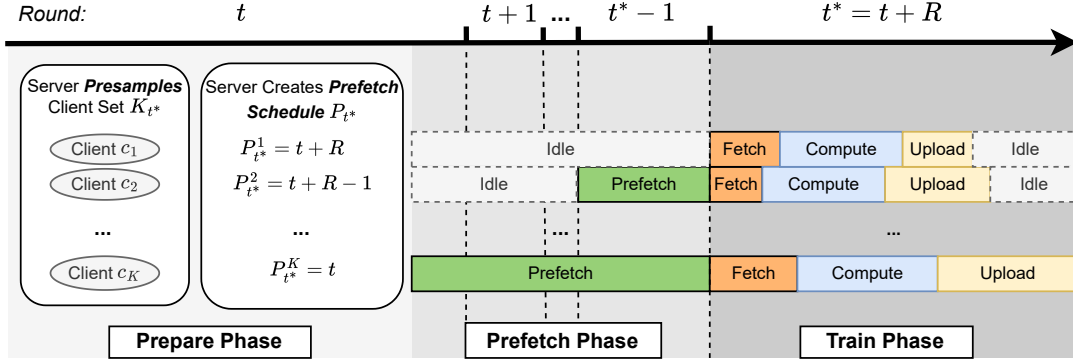 Round: t t + 1 ... t* − 1 t* = t + R
Server Presamples
Client Set K_{t*}
Server Creates Prefetch
Schedule P_{t*}
Client c_1 P^1_{t*} = t + R Idle Fetch Compute Upload Idle
Client c_2 P^2_{t*} = t + R − 1 Idle Prefetch Fetch Compute Upload Idle
... ... ... ...
Client c_K P^K_{t*} = t Prefetch Fetch Compute Upload
Prepare Phase Prefetch Phase Train Phase